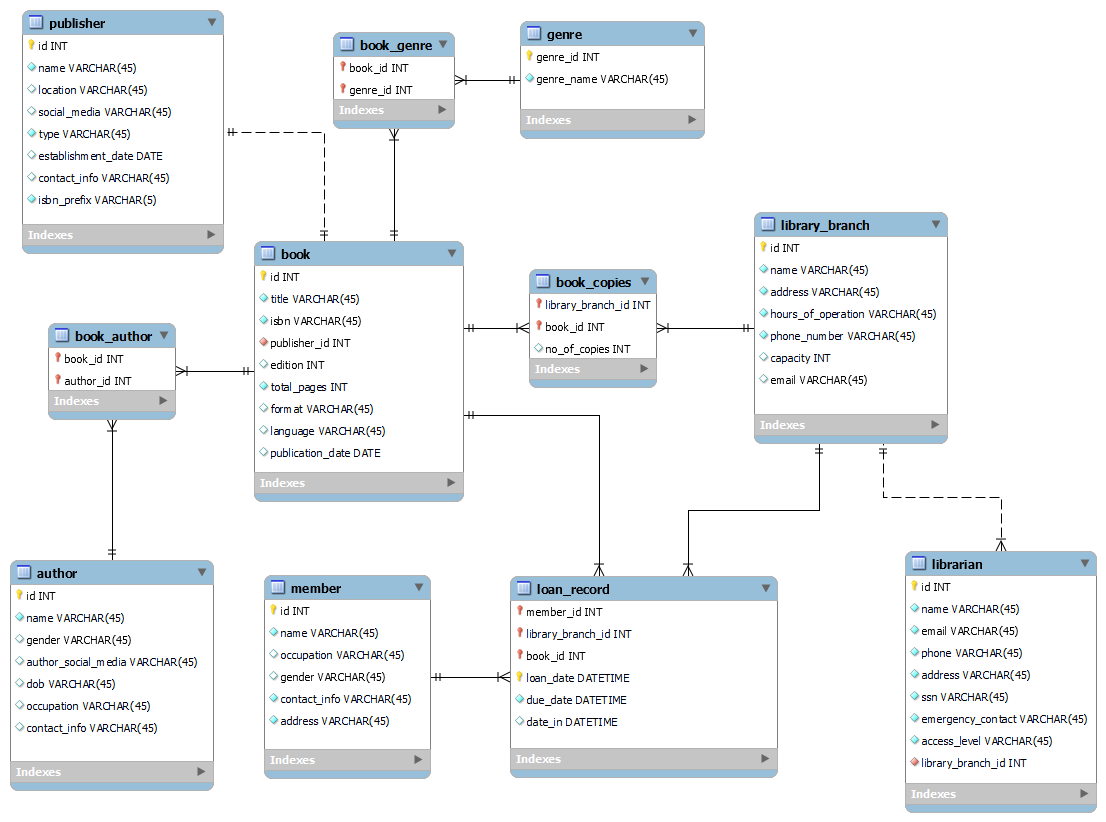 publisher
id INT
name VARCHAR(45)
location VARCHAR(45)
social_media VARCHAR(45)
type VARCHAR(45)
establishment_date DATE
contact_info VARCHAR(45)
isbn_prefix VARCHAR(5)
Indexes
book_genre
book_id INT
genre_id INT
Indexes
genre
genre_id INT
genre_name VARCHAR(45)
Indexes
book
id INT
title VARCHAR(45)
isbn VARCHAR(45)
publisher_id INT
edition INT
total_pages INT
format VARCHAR(45)
language VARCHAR(45)
publication_date DATE
Indexes
book_copies
library_branch_id INT
book_id INT
no_of_copies INT
Indexes
library_branch
id INT
name VARCHAR(45)
address VARCHAR(45)
hours_of_operation VARCHAR(45)
phone_number VARCHAR(45)
capacity INT
email VARCHAR(45)
Indexes
book_author
book_id INT
author_id INT
Indexes
author
id INT
name VARCHAR(45)
gender VARCHAR(45)
author_social_media VARCHAR(45)
dob VARCHAR(45)
occupation VARCHAR(45)
contact_info VARCHAR(45)
Indexes
member
id INT
name VARCHAR(45)
occupation VARCHAR(45)
gender VARCHAR(45)
contact_info VARCHAR(45)
address VARCHAR(45)
Indexes
loan_record
member_id INT
library_branch_id INT
book_id INT
loan_date DATETIME
due_date DATETIME
date_in DATETIME
Indexes
librarian
id INT
name VARCHAR(45)
email VARCHAR(45)
phone VARCHAR(45)
address VARCHAR(45)
ssn VARCHAR(45)
emergency_contact VARCHAR(45)
access_level VARCHAR(45)
library_branch_id INT
Indexes